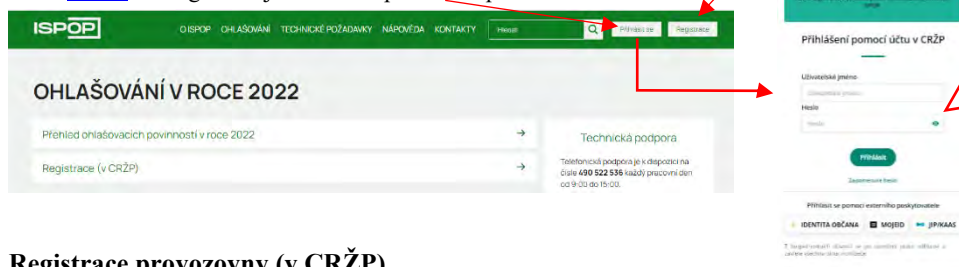 ISPOP
O ISPOP OHLAŠOVÁNÍ TECHNICKÉ POŽADAVKY NÁPOVĚDA KONTAKTY Hledat Přihlásit se Registrace
OHLAŠOVÁNÍ V ROCE 2022
Přehled ohlašovacích povinností v roce 2022
Registrace (v CRŽP)
Technická podpora
Telefonická podpora je k dispozici na
čísle 490 522 536 každý pracovní den
od 9:00 do 15:00.
ISPOP
Přihlášení pomocí účtu v CRŽP
Uživatelské jméno
Uživatelské jméno
Heslo
Heslo
Přihlásit
Zapomenuté heslo
Přihlásit se pomocí externího poskytovatele
IDENTITA OBČANA MOJEID JIP/KAAS
Registrace provozovny (v CRŽP)